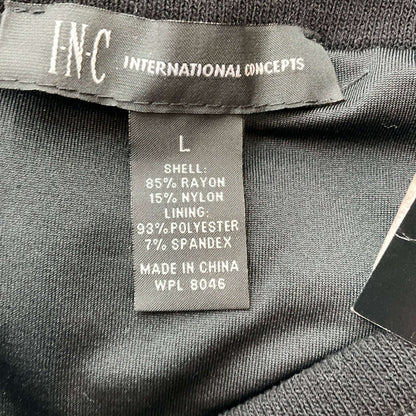 I·N·C INTERNATIONAL CONCEPTS
L
SHELL:
85% RAYON
15% NYLON
LINING:
93% POLYESTER
7% SPANDEX
MADE IN CHINA
WPL 8046